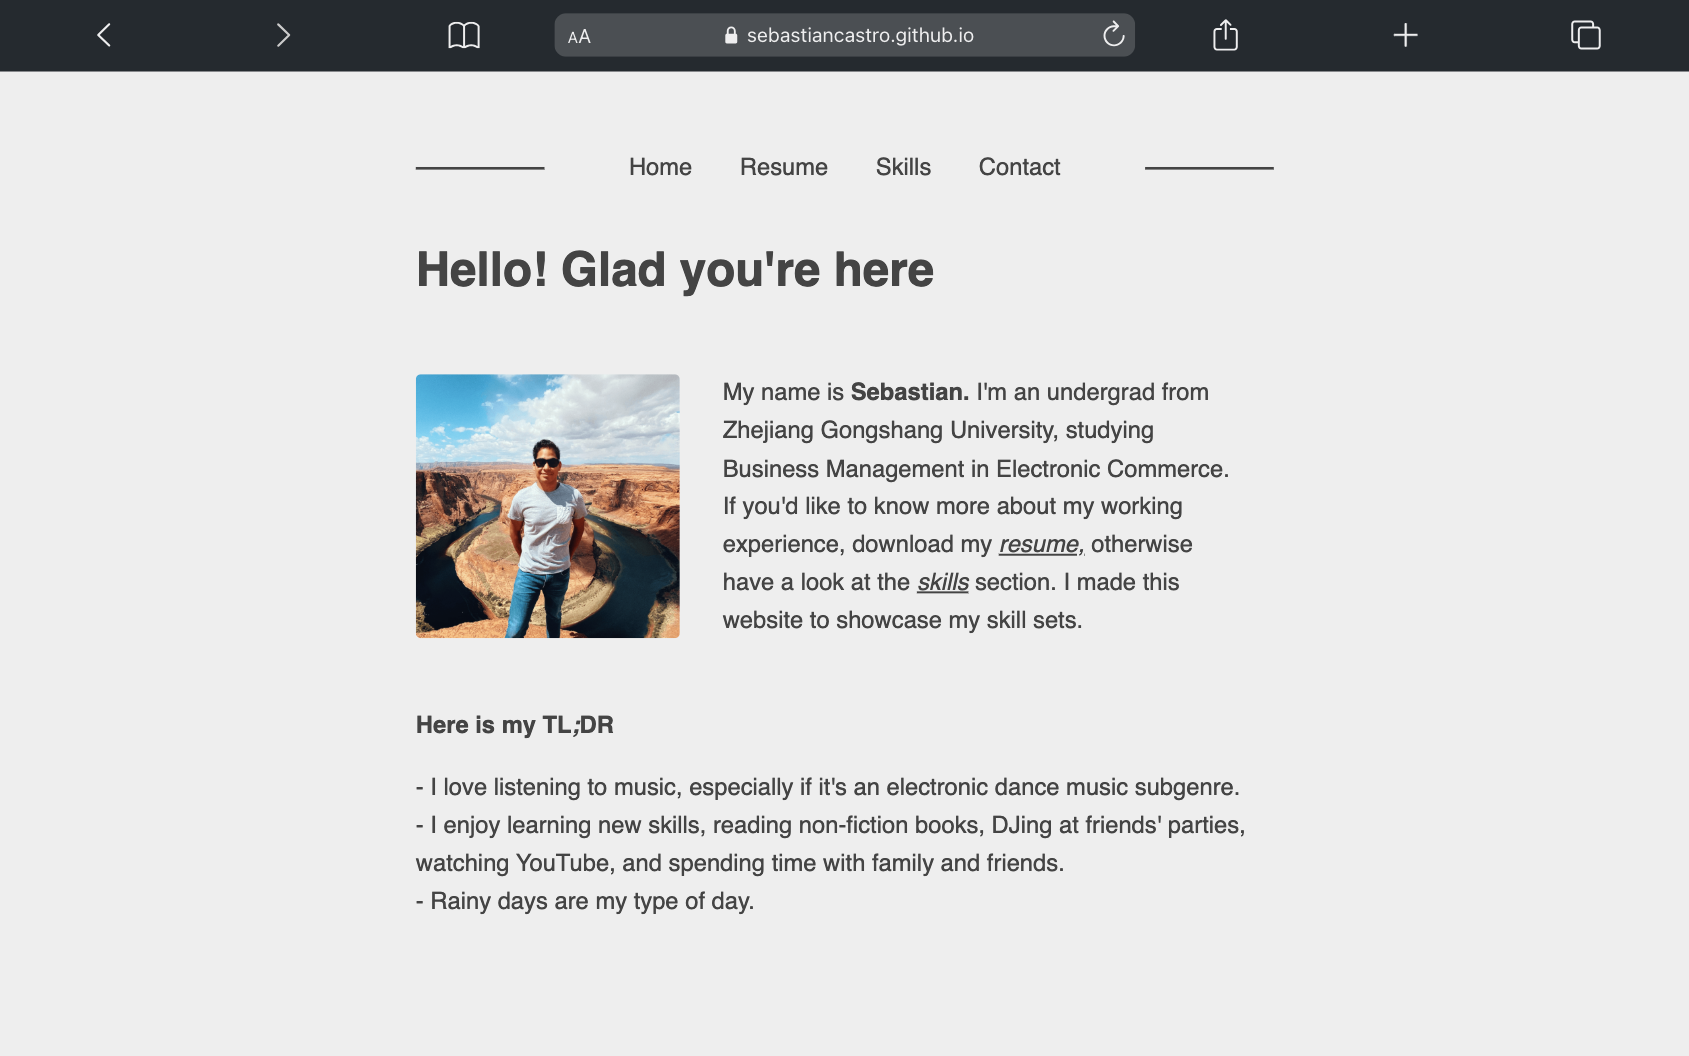 AA sebastiancastro.github.io
Home Resume Skills Contact
Hello! Glad you're here
My name is Sebastian. I'm an undergrad from
Zhejiang Gongshang University, studying
Business Management in Electronic Commerce.
If you'd like to know more about my working
experience, download my resume, otherwise
have a look at the skills section. I made this
website to showcase my skill sets.
Here is my TL;DR
- I love listening to music, especially if it's an electronic dance music subgenre.
- I enjoy learning new skills, reading non-fiction books, DJing at friends' parties,
watching YouTube, and spending time with family and friends.
- Rainy days are my type of day.